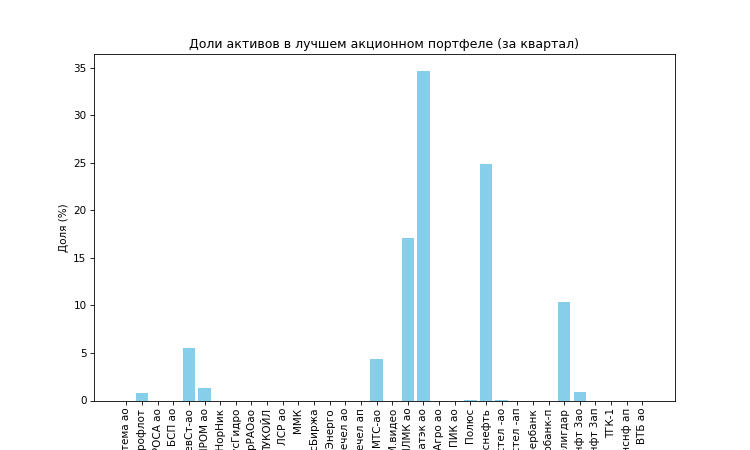 Доли активов в лучшем акционном портфеле (за квартал)
Доля (%)
35
30
25
20
15
10
5
0
тема ао
рофлот
РОСА ао
БСП ао
евСт-ао
ПРОМ ао
НорНик
сГидро
рРАОао
ЛУКОЙЛ
ЛСР ао
ММК
сБиржа
Энерго
ечел ао
ечел ап
МТС-ао
М.видео
НЛМК ао
атэк ао
Агро ао
ПИК ао
Полюс
снефть
стел -ао
стел -ап
ербанк
рбанк-п
лигдар
нфт 3ао
нфт 3ап
ТГК-1
нснф ап
ВТБ ао